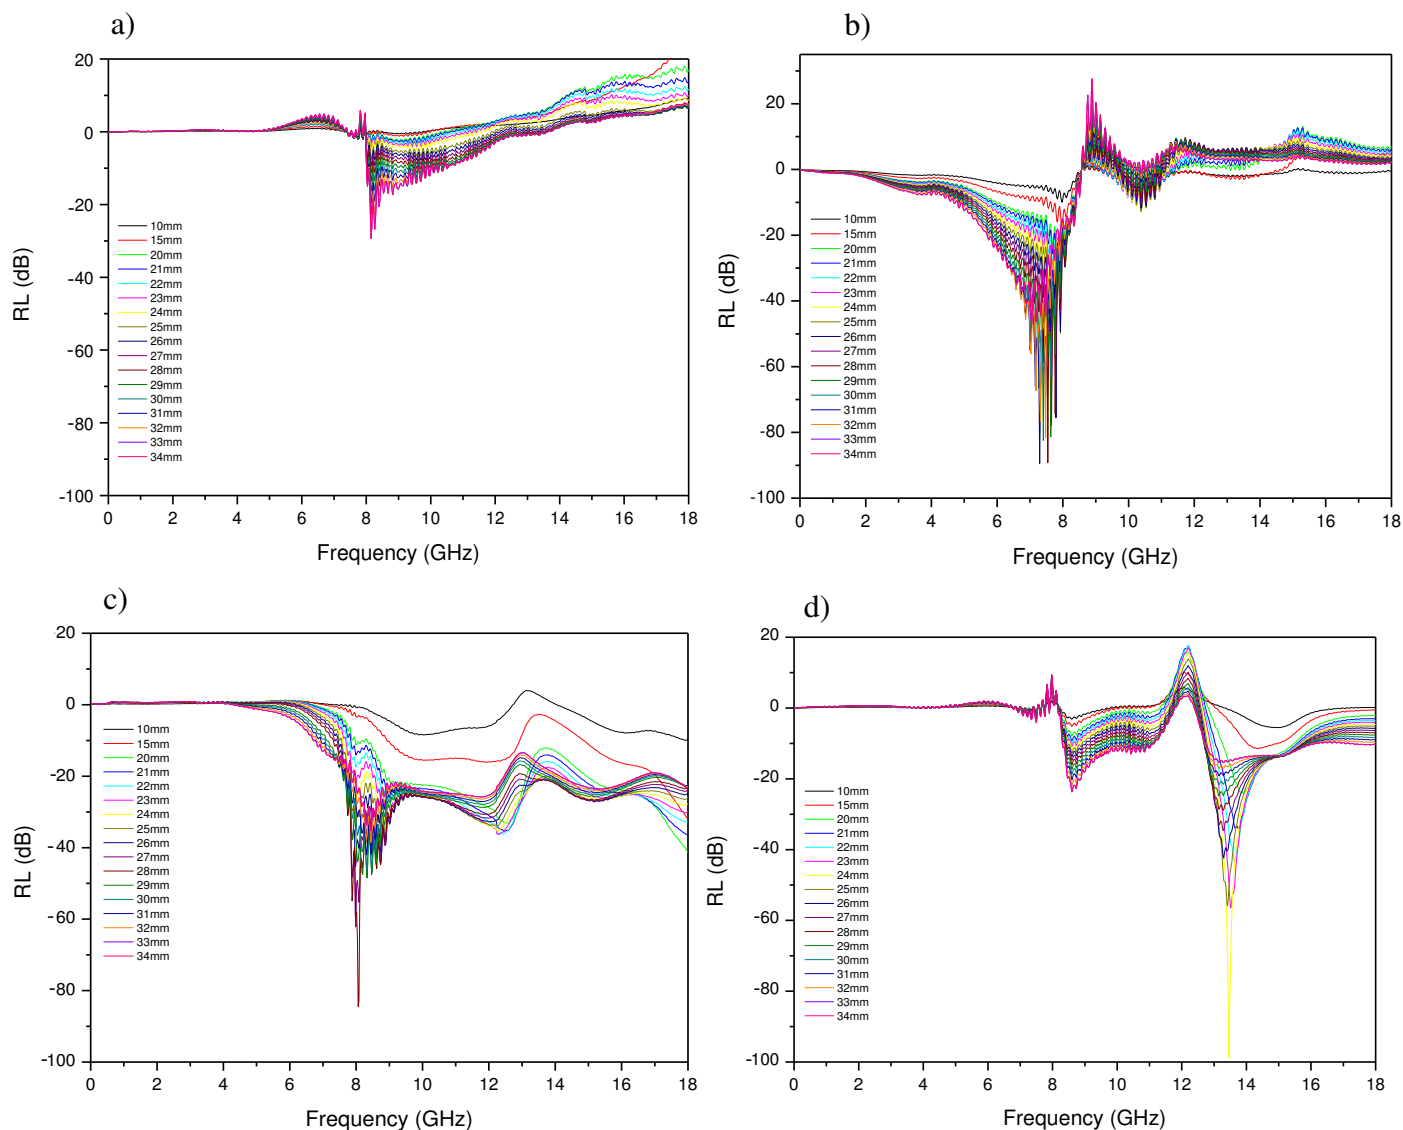 a)
20
0
-20
-40
-60
-80
-100
RL (dB)
10mm
15mm
20mm
21mm
22mm
23mm
24mm
25mm
26mm
27mm
28mm
29mm
30mm
31mm
32mm
33mm
34mm
0 2 4 6 8 10 12 14 16 18
Frequency (GHz)
b)
20
0
-20
-40
-60
-80
-100
RL (dB)
10mm
15mm
20mm
21mm
22mm
23mm
24mm
25mm
26mm
27mm
28mm
29mm
30mm
31mm
32mm
33mm
34mm
0 2 4 6 8 10 12 14 16 18
Frequency (GHz)
c)
20
0
-20
-40
-60
-80
-100
RL (dB)
10mm
15mm
20mm
21mm
22mm
23mm
24mm
25mm
26mm
27mm
28mm
29mm
30mm
31mm
32mm
33mm
34mm
0 2 4 6 8 10 12 14 16 18
Frequency (GHz)
d)
20
0
-20
-40
-60
-80
-100
RL (dB)
10mm
15mm
20mm
21mm
22mm
23mm
24mm
25mm
26mm
27mm
28mm
29mm
30mm
31mm
32mm
33mm
34mm
0 2 4 6 8 10 12 14 16 18
Frequency (GHz)